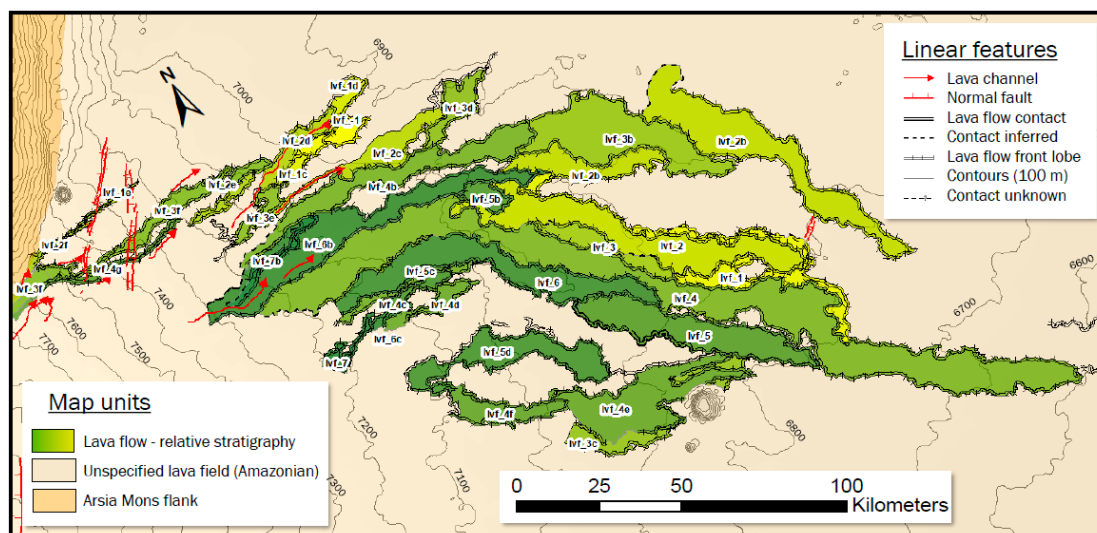 N
6900
7000
lvf_1d
lvf_1
lvf_2d
lvf_3d
lvf_3b
lvf_2b
lvf_2c
lvf_1c
lvf_2b
lvf_4b
lvf_2e
lvf_1e
lvf_3f
lvf_3e
lvf_5b
lvf_2f
lvf_6b
lvf_3
lvf_2
lvf_7b
lvf_4g
lvf_5c
lvf_1
lvf_3f
lvf_6
lvf_4
lvf_4c
lvf_4d
lvf_5
lvf_6c
lvf_7
lvf_5d
lvf_4f
lvf_4e
lvf_3c
7400
7600
7500
7700
7200
7300
7100
6800
6700
6600
Linear features
Lava channel
Normal fault
Lava flow contact
Contact inferred
Lava flow front lobe
Contours (100 m)
Contact unknown
Map units
Lava flow - relative stratigraphy
Unspecified lava field (Amazonian)
Arsia Mons flank
0 25 50 100
Kilometers